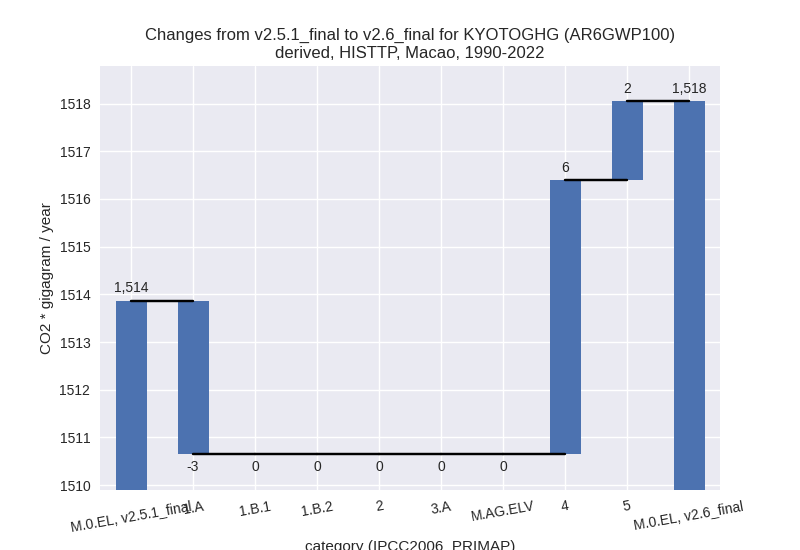 Changes from v2.5.1_final to v2.6_final for KYOTOGHG (AR6GWP100)
derived, HISTTP, Macao, 1990-2022
CO2 * gigagram / year
1518
1517
1516
1515
1514
1513
1512
1511
1510
1,514
-3
0
0
0
0
0
6
2
1,518
M.0.EL, v2.5.1_final
1.A
1.B.1
1.B.2
2
3.A
M.AG.ELV
4
5
M.0.EL, v2.6_final
category (IPCC2006_PRIMAP)